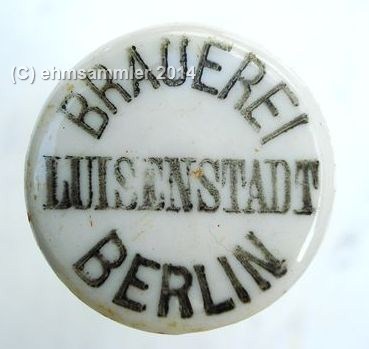 (C) ehmsammler 2014
BRAUEREI
LUISENSTADT
BERLIN